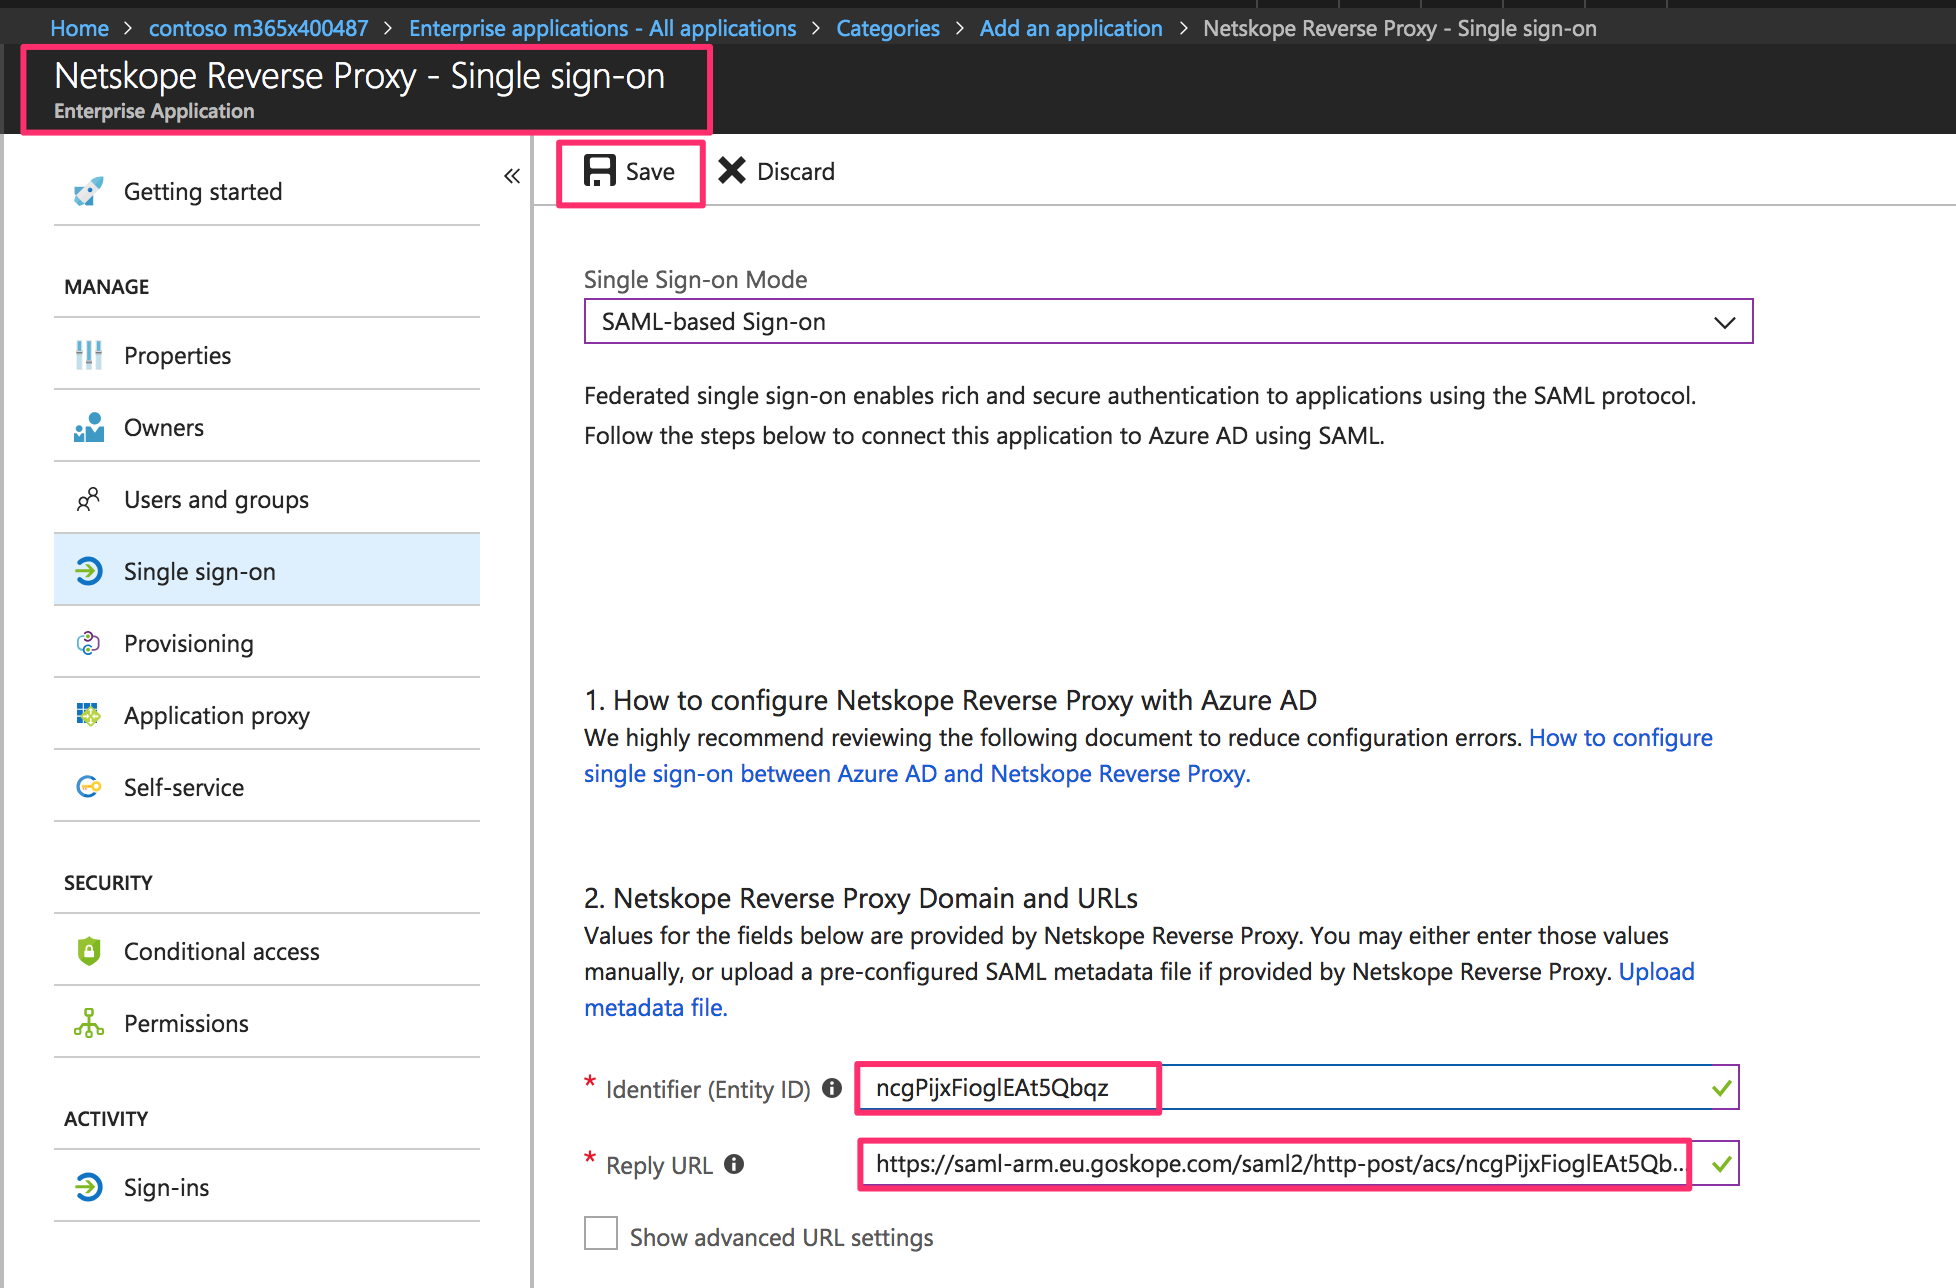 Home > contoso m365x400487 > Enterprise applications - All applications > Categories > Add an application > Netskope Reverse Proxy - Single sign-on
Netskope Reverse Proxy - Single sign-on
Enterprise Application
«
Getting started
MANAGE
Properties
Owners
Users and groups
Single sign-on
Provisioning
Application proxy
Self-service
SECURITY
Conditional access
Permissions
ACTIVITY
Sign-ins
Save Discard
Single Sign-on Mode
SAML-based Sign-on
Federated single sign-on enables rich and secure authentication to applications using the SAML protocol.
Follow the steps below to connect this application to Azure AD using SAML.
1. How to configure Netskope Reverse Proxy with Azure AD
We highly recommend reviewing the following document to reduce configuration errors. How to configure
single sign-on between Azure AD and Netskope Reverse Proxy.
2. Netskope Reverse Proxy Domain and URLs
Values for the fields below are provided by Netskope Reverse Proxy. You may either enter those values
manually, or upload a pre-configured SAML metadata file if provided by Netskope Reverse Proxy. Upload
metadata file.
* Identifier (Entity ID) ncgPijxFioglEAt5Qbqz
* Reply URL https://saml-arm.eu.goskope.com/saml2/http-post/acs/ncgPijxFioglEAt5Qb...
Show advanced URL settings